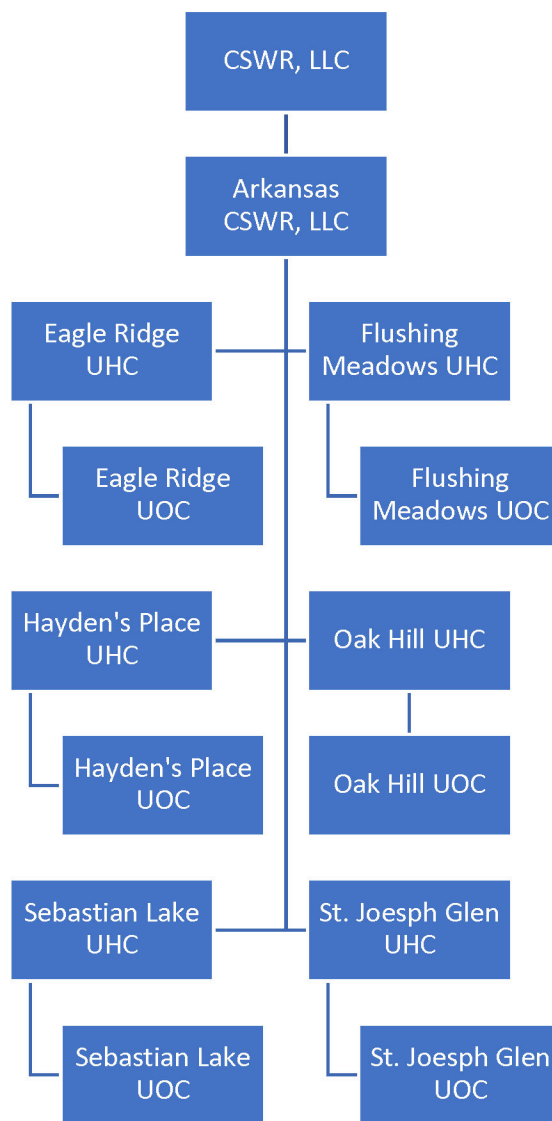 CSWR, LLC
Arkansas
CSWR, LLC
Eagle Ridge
UHC
Flushing
Meadows UHC
Eagle Ridge
UOC
Flushing
Meadows UOC
Hayden's Place
UHC
Oak Hill UHC
Hayden's Place
UOC
Oak Hill UOC
Sebastian Lake
UHC
St. Joesph Glen
UHC
Sebastian Lake
UOC
St. Joesph Glen
UOC